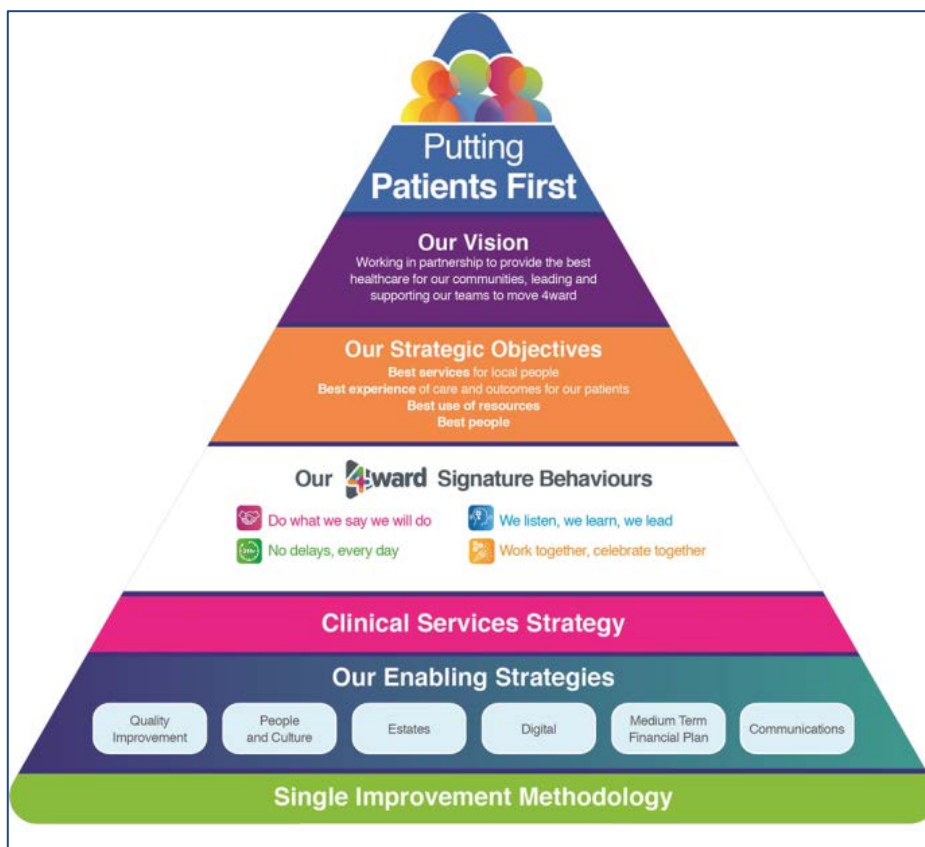 Putting
Patients First
Our Vision
Working in partnership to provide the best
healthcare for our communities, leading and
supporting our teams to move 4ward
Our Strategic Objectives
Best services for local people
Best experience of care and outcomes for our patients
Best use of resources
Best people
Our 4ward Signature Behaviours
Do what we say we will do
We listen, we learn, we lead
No delays, every day
Work together, celebrate together
Clinical Services Strategy
Our Enabling Strategies
Quality
Improvement
People
and Culture
Estates
Digital
Medium Term
Financial Plan
Communications
Single Improvement Methodology